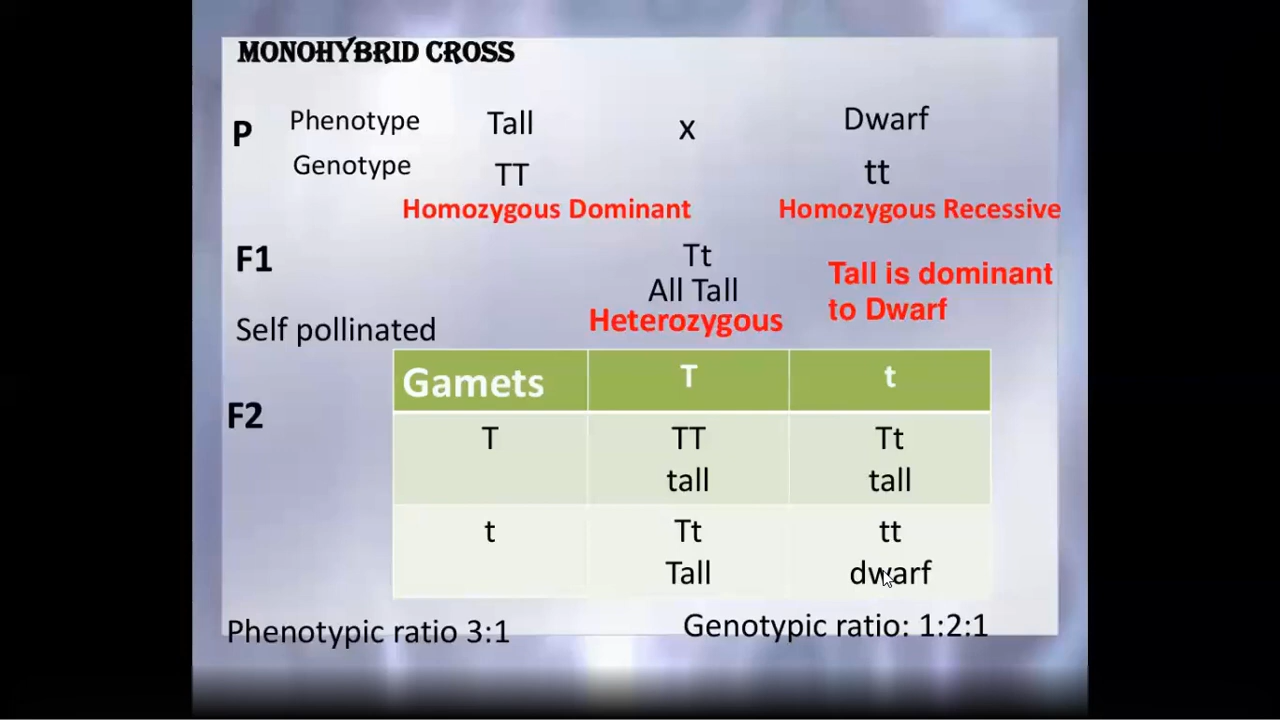 MONOHYBRID CROSS
P Phenotype Tall x Dwarf
Genotype TT tt
Homozygous Dominant Homozygous Recessive
F1 Tt
All Tall
Heterozygous
Tall is dominant
to Dwarf
Self pollinated
F2
Gamets T t
T TT Tt
tall tall
t Tt tt
Tall dwarf
Phenotypic ratio 3:1 Genotypic ratio: 1:2:1